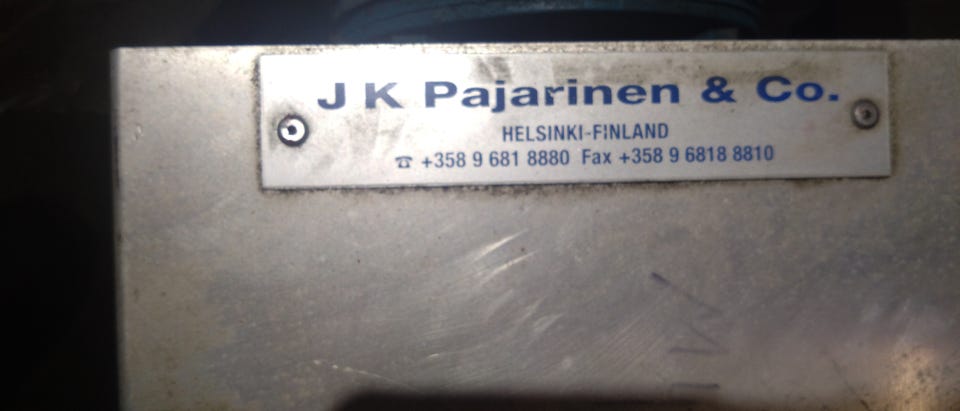 J K Pajarinen & Co.
HELSINKI-FINLAND
☎ +358 9 681 8880 Fax +358 9 6818 8810